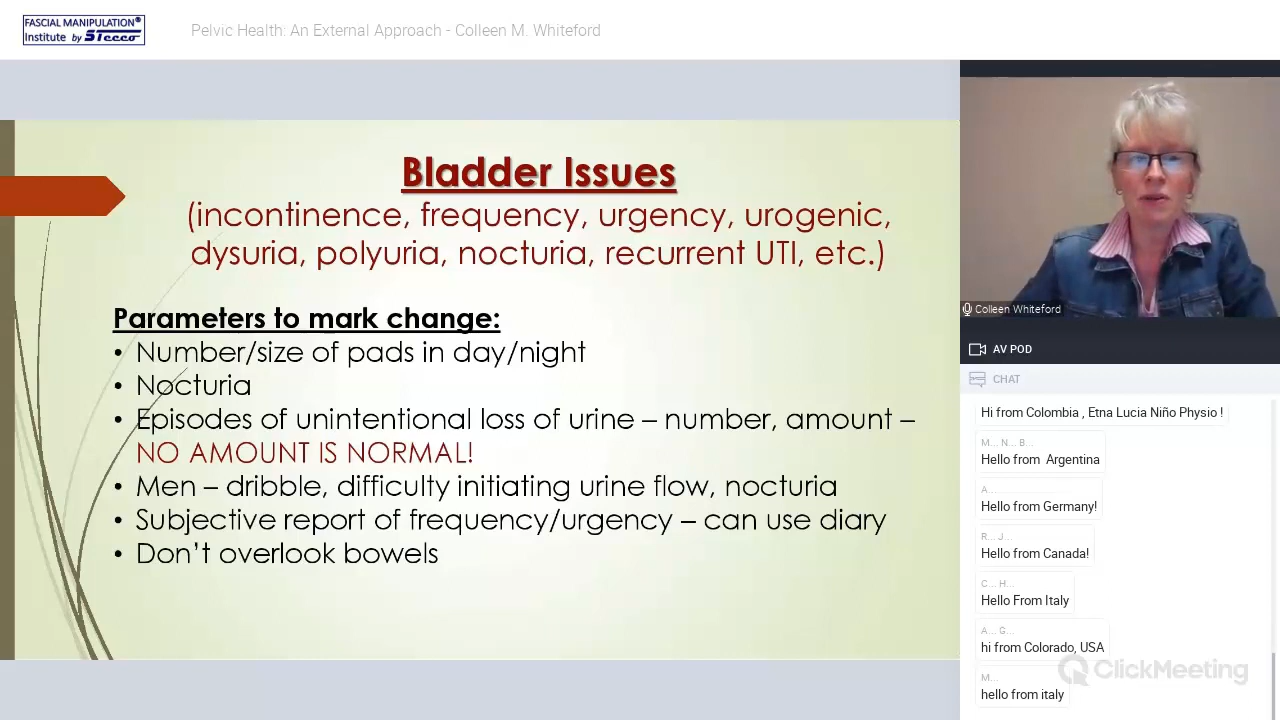 FASCIAL MANIPULATION®
Institute by Stecco
Pelvic Health: An External Approach - Colleen M. Whiteford
Bladder Issues
(incontinence, frequency, urgency, urogenic,
dysuria, polyuria, nocturia, recurrent UTI, etc.)
Parameters to mark change:
• Number/size of pads in day/night
• Nocturia
• Episodes of unintentional loss of urine – number, amount –
NO AMOUNT IS NORMAL!
• Men – dribble, difficulty initiating urine flow, nocturia
• Subjective report of frequency/urgency – can use diary
• Don't overlook bowels
Colleen Whiteford
AV POD
CHAT
Hi from Colombia , Etna Lucia Niño Physio !
M... N... B...
Hello from Argentina
A...
Hello from Germany!
R... J...
Hello from Canada!
C... H...
Hello From Italy
A... G...
hi from Colorado, USA
M...
hello from italy
ClickMeeting